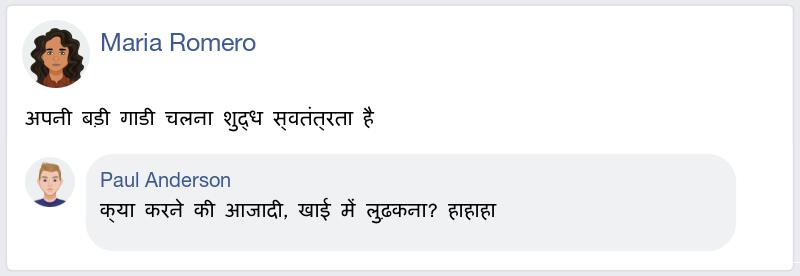 Maria Romero
अपनी बड़ी गाडी चलना शुद्ध स्वतंत्रता है
Paul Anderson
क्या करने की आजादी, खाई में लुढकना? हाहाहा